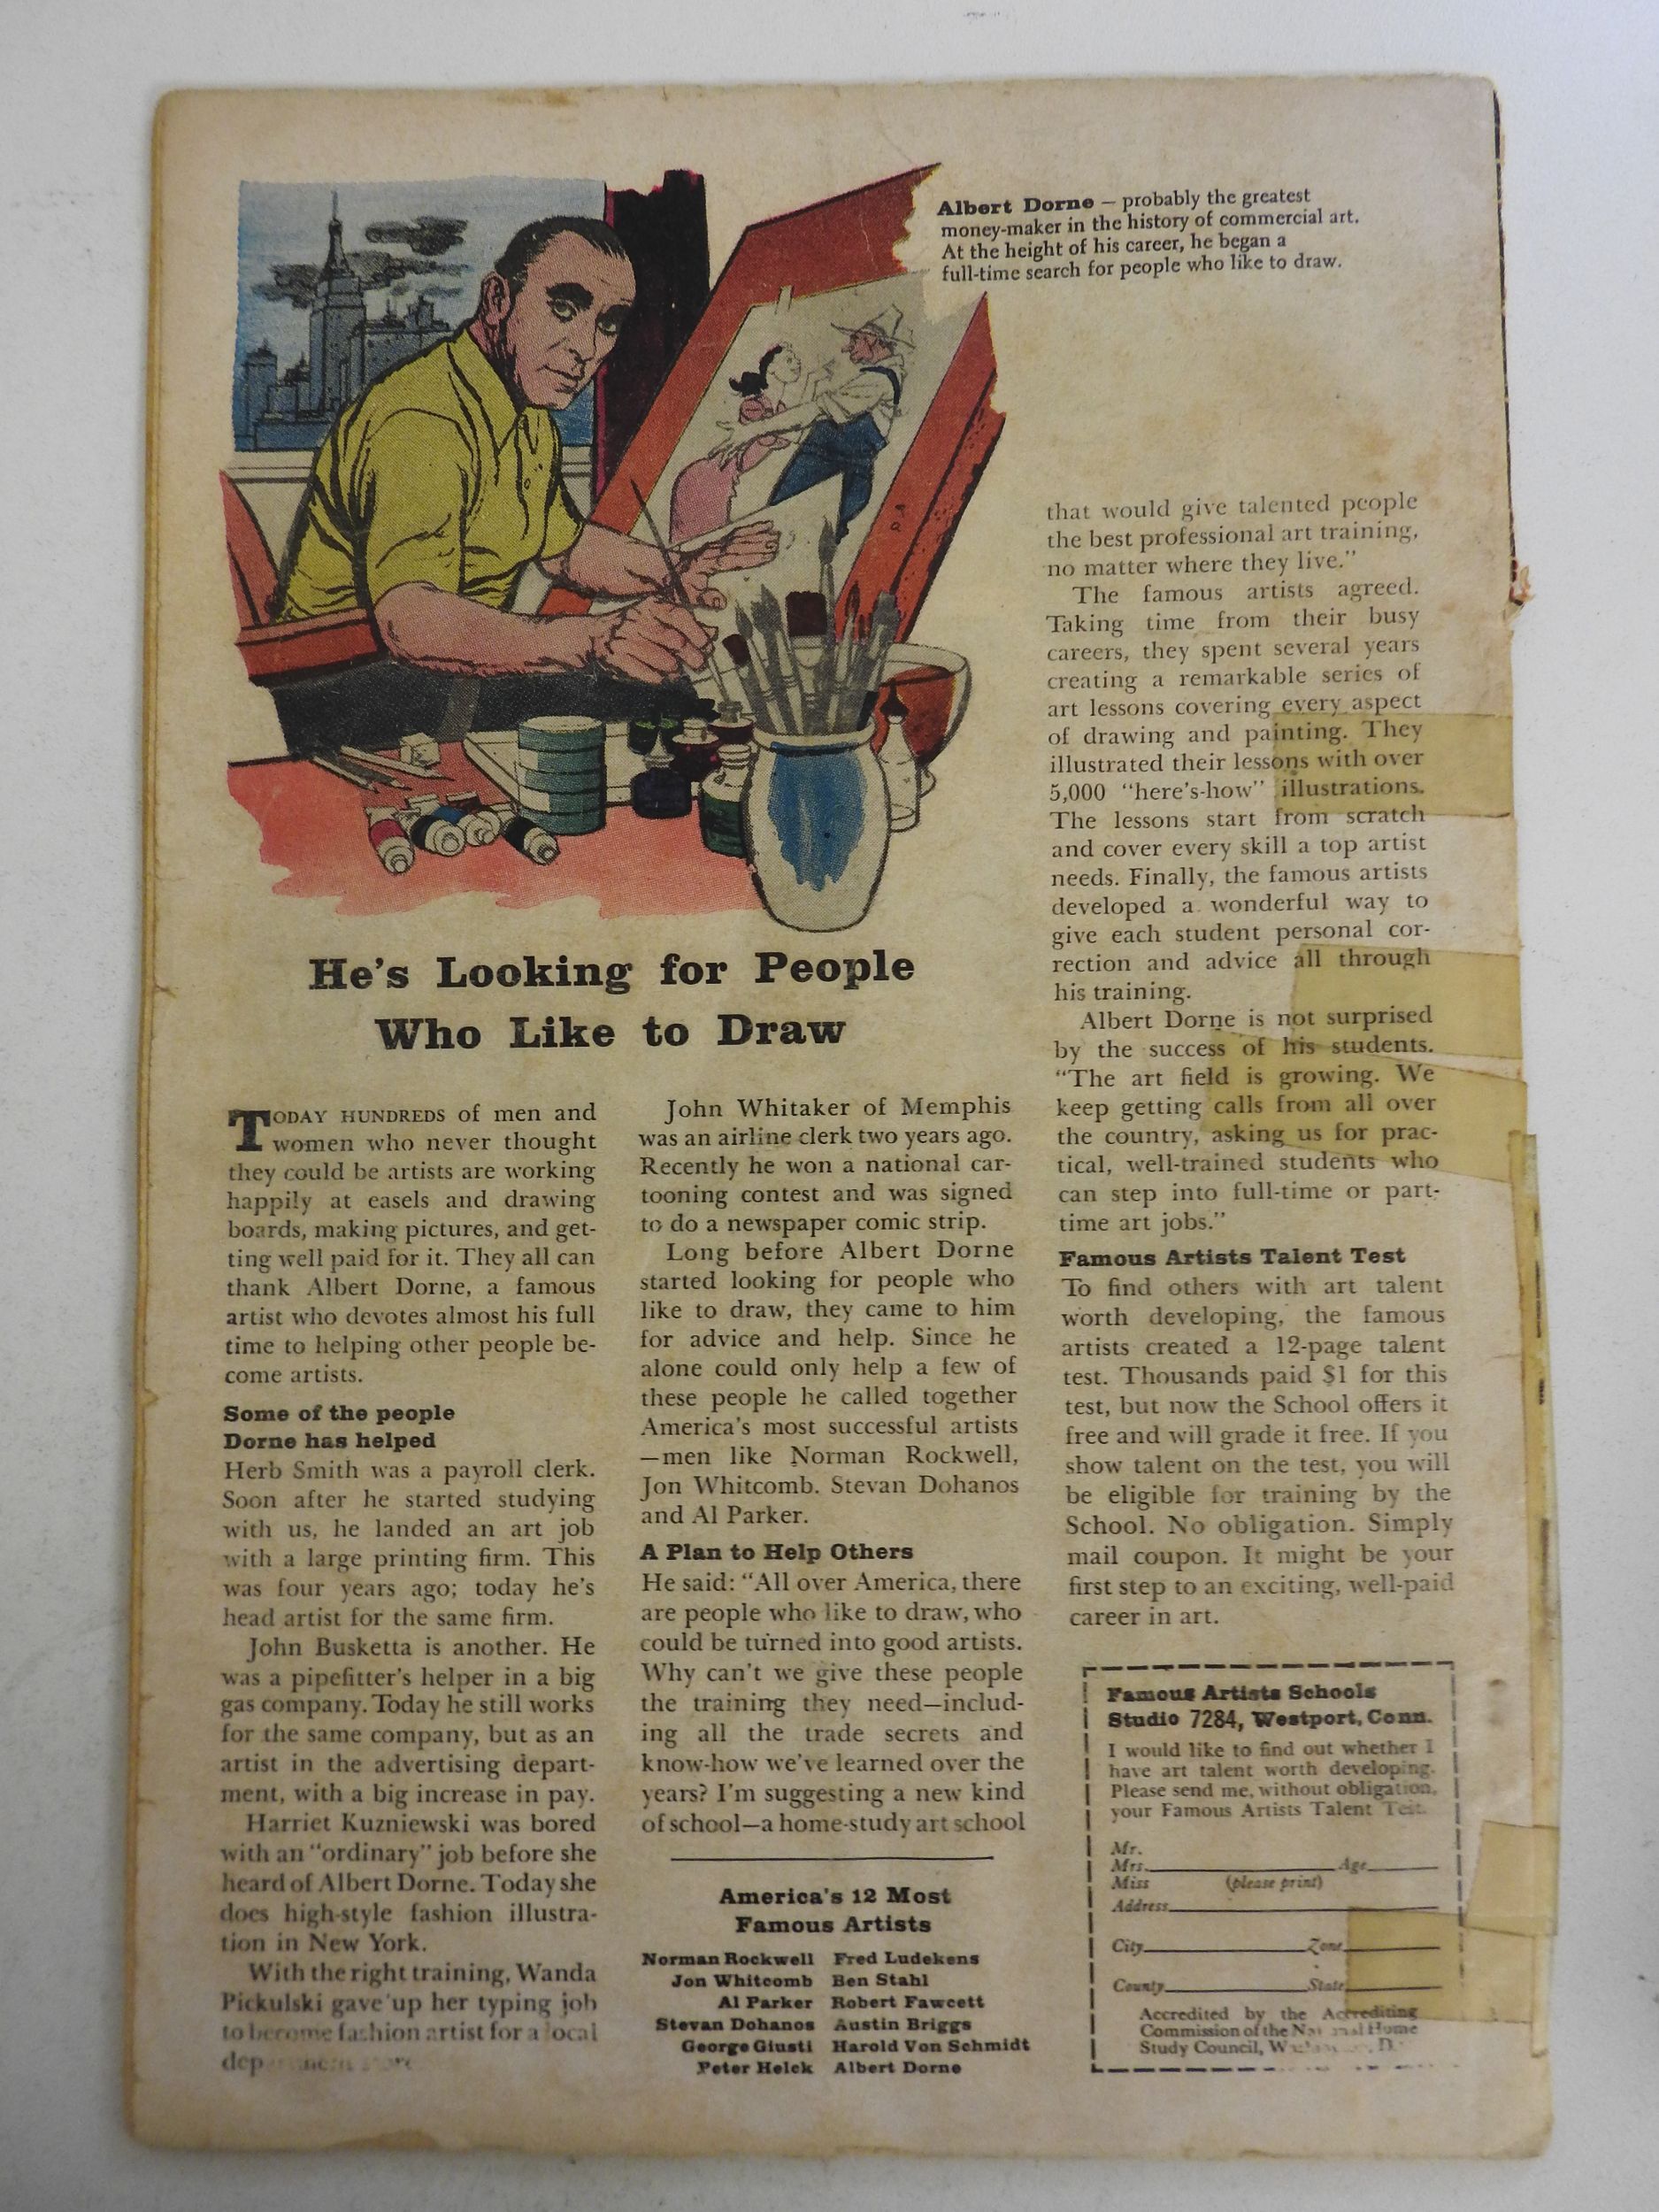 Albert Dorne — probably the greatest
money-maker in the history of commercial art.
At the height of his career, he began a
full-time search for people who like to draw.
He's Looking for People
Who Like to Draw
TODAY HUNDREDS of men and
women who never thought
they could be artists are working
happily at easels and drawing
boards, making pictures, and get-
ting well paid for it. They all can
thank Albert Dorne, a famous
artist who devotes almost his full
time to helping other people be-
come artists.
Some of the people
Dorne has helped
Herb Smith was a payroll clerk.
Soon after he started studying
with us, he landed an art job
with a large printing firm. This
was four years ago; today he's
head artist for the same firm.
John Busketta is another. He
was a pipefitter's helper in a big
gas company. Today he still works
for the same company, but as an
artist in the advertising depart-
ment, with a big increase in pay.
Harriet Kuzniewski was bored
with an "ordinary" job before she
heard of Albert Dorne. Today she
does high-style fashion illustra-
tion in New York.
With the right training, Wanda
Pickulski gave up her typing job
to become fashion artist for a local
John Whitaker of Memphis
was an airline clerk two years ago.
Recently he won a national car-
tooning contest and was signed
to do a newspaper comic strip.
Long before Albert Dorne
started looking for people who
like to draw, they came to him
for advice and help. Since he
alone could only help a few of
these people he called together
America's most successful artists
—men like Norman Rockwell,
Jon Whitcomb. Stevan Dohanos
and Al Parker.
A Plan to Help Others
He said: "All over America, there
are people who like to draw, who
could be turned into good artists.
Why can't we give these people
the training they need—includ-
ing all the trade secrets and
know-how we've learned over the
years? I'm suggesting a new kind
of school—a home-study art school
America's 12 Most
Famous Artists
Norman Rockwell Fred Ludekens
Jon Whitcomb Ben Stahl
Al Parker Robert Fawcett
Stevan Dohanos Austin Briggs
George Giusti Harold Von Schmidt
Peter Helck Albert Dorne
that would give talented people
the best professional art training,
no matter where they live."
The famous artists agreed.
Taking time from their busy
careers, they spent several years
creating a remarkable series of
art lessons covering every aspect
of drawing and painting. They
illustrated their lessons with over
5,000 "here's-how" illustrations.
The lessons start from scratch
and cover every skill a top artist
needs. Finally, the famous artists
developed a wonderful way to
give each student personal cor-
rection and advice all through
his training.
Albert Dorne is not surprised
by the success of his students.
"The art field is growing. We
keep getting calls from all over
the country, asking us for prac-
tical, well-trained students who
can step into full-time or part-
time art jobs."
Famous Artists Talent Test
To find others with art talent
worth developing, the famous
artists created a 12-page talent
test. Thousands paid $1 for this
test, but now the School offers it
free and will grade it free. If you
show talent on the test, you will
be eligible for training by the
School. No obligation. Simply
mail coupon. It might be your
first step to an exciting, well-paid
career in art.
Famous Artists Schools
Studio 7284, Westport, Conn.
I would like to find out whether I
have art talent worth developing.
Please send me, without obligation,
your Famous Artists Talent Test.
Mr.
Mrs. Age
Miss (please print)
Address
City Zone
County State
Accredited by the Accrediting
Commission of the National Home
Study Council,